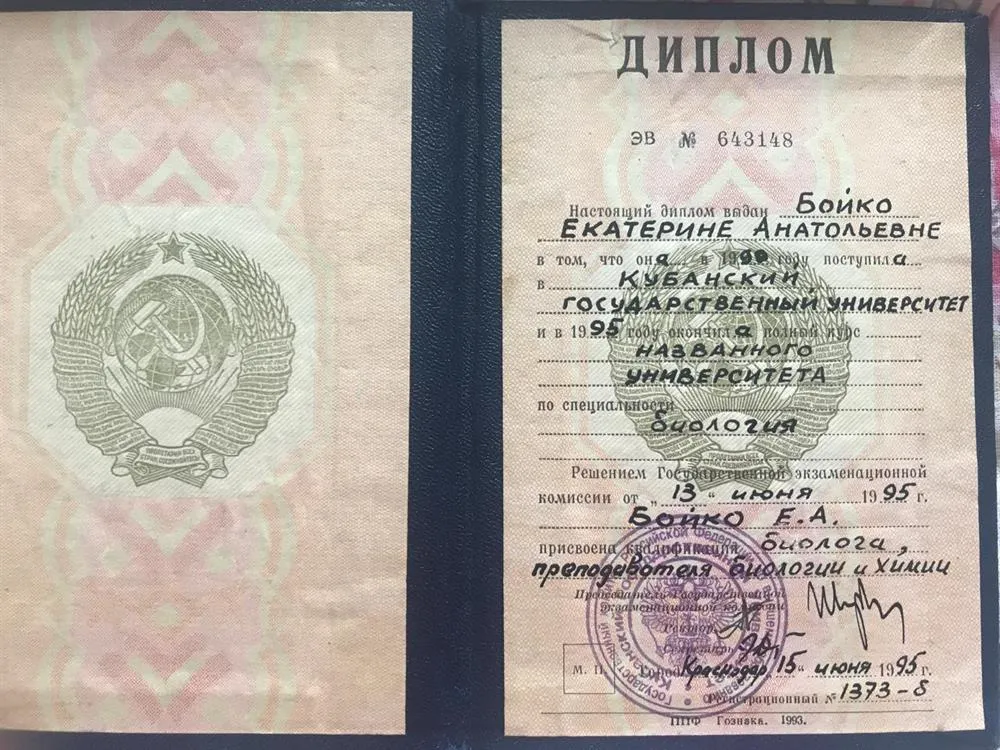 ДИПЛОМ
ЭВ № 643148
Настоящий диплом выдан Бойко
Екатерине Анатольевне
в том, что она в 1990 году поступила
в Кубанский
государственный университет
и в 1995 году окончила полный курс
названного
университета
по специальности
биология
Решением Государственной экзаменационной
комиссии от „13“ июня 1995 г.
Бойко Е.А.
присвоена квалификация биолога,
преподавателя биологии и химии
Председатель Государственной
экзаменационной комиссии
Ректор
Секретарь
М. П. Город Краснодар 15 „ июня 1995 г.
Регистрационный № 1373-8
ППФ Гознака. 1993.